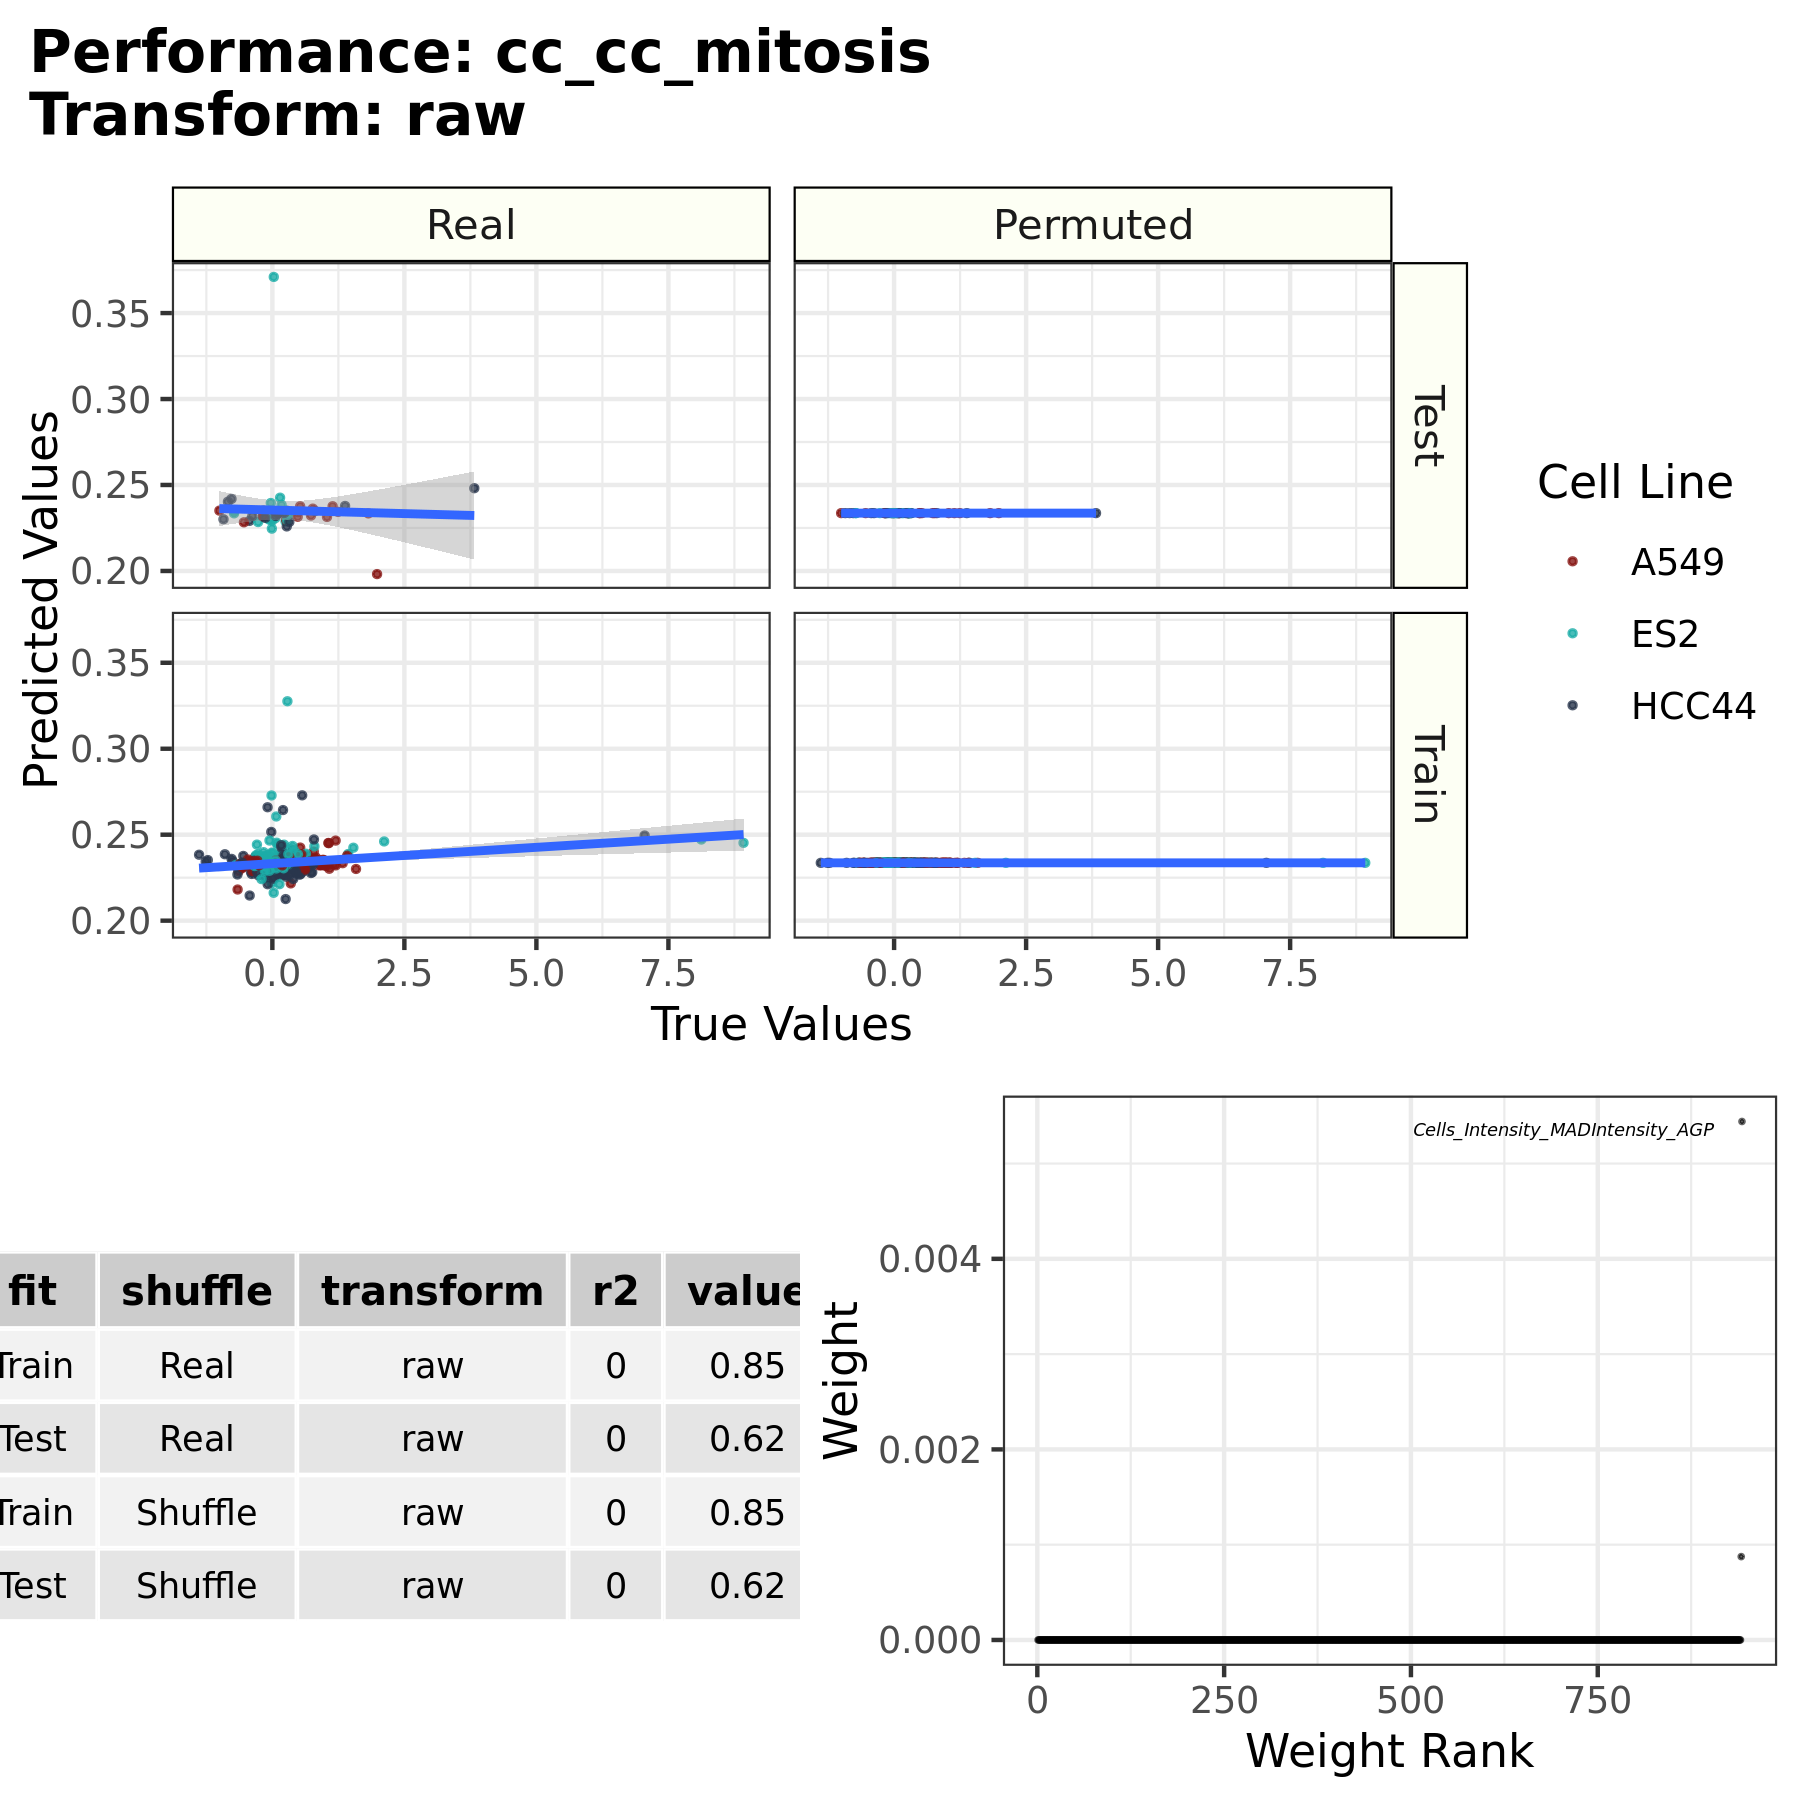 Performance: cc_cc_mitosis
Transform: raw
Real
Permuted
0.35
0.30
0.25
0.20
Test
0.35
0.30
0.25
0.20
Train
Predicted Values
0.0 2.5 5.0 7.5
0.0 2.5 5.0 7.5
True Values
Cell Line
A549
ES2
HCC44
fit shuffle transform r2 value
Train Real raw 0 0.85
Test Real raw 0 0.62
Train Shuffle raw 0 0.85
Test Shuffle raw 0 0.62
Cells_Intensity_MADIntensity_AGP
0.004
0.002
0.000
Weight
0 250 500 750
Weight Rank